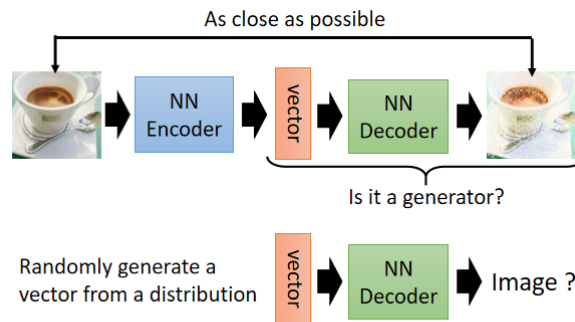 As close as possible
NN
Encoder
vector
NN
Decoder
Is it a generator?
Randomly generate a
vector from a distribution
vector
NN
Decoder
Image ?